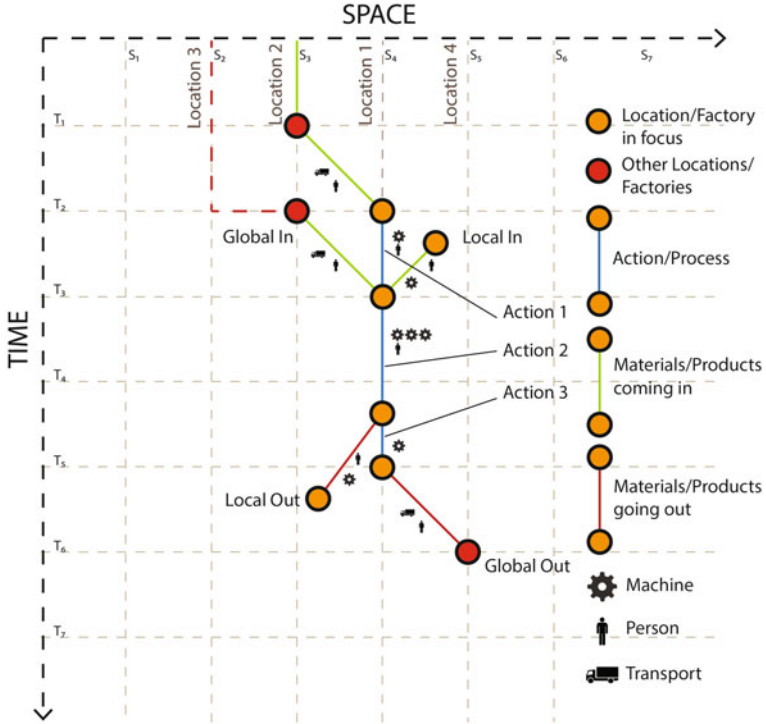 SPACE
S1
S2
S3
S4
S5
S6
S7
Location 3
Location 2
Location 1
Location 4
TIME
T1
T2
T3
T4
T5
T6
T7
Global In
Local In
Action 1
Action 2
Action 3
Local Out
Global Out
Location/Factory
in focus
Other Locations/
Factories
Action/Process
Materials/Products
coming in
Materials/Products
going out
Machine
Person
Transport